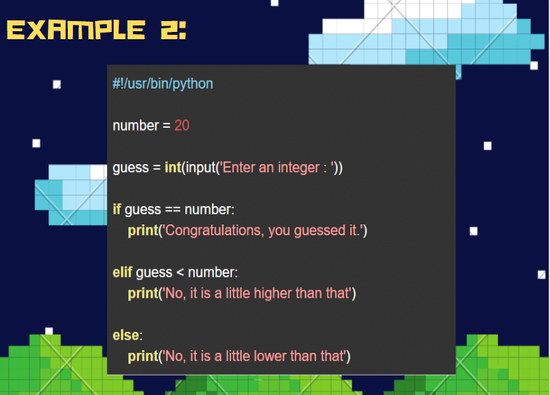 EXAMPLE 2:
#!/usr/bin/python
number = 20
guess = int(input('Enter an integer : '))
if guess == number:
print('Congratulations, you guessed it.')
elif guess < number:
print('No, it is a little higher than that')
else:
print('No, it is a little lower than that')